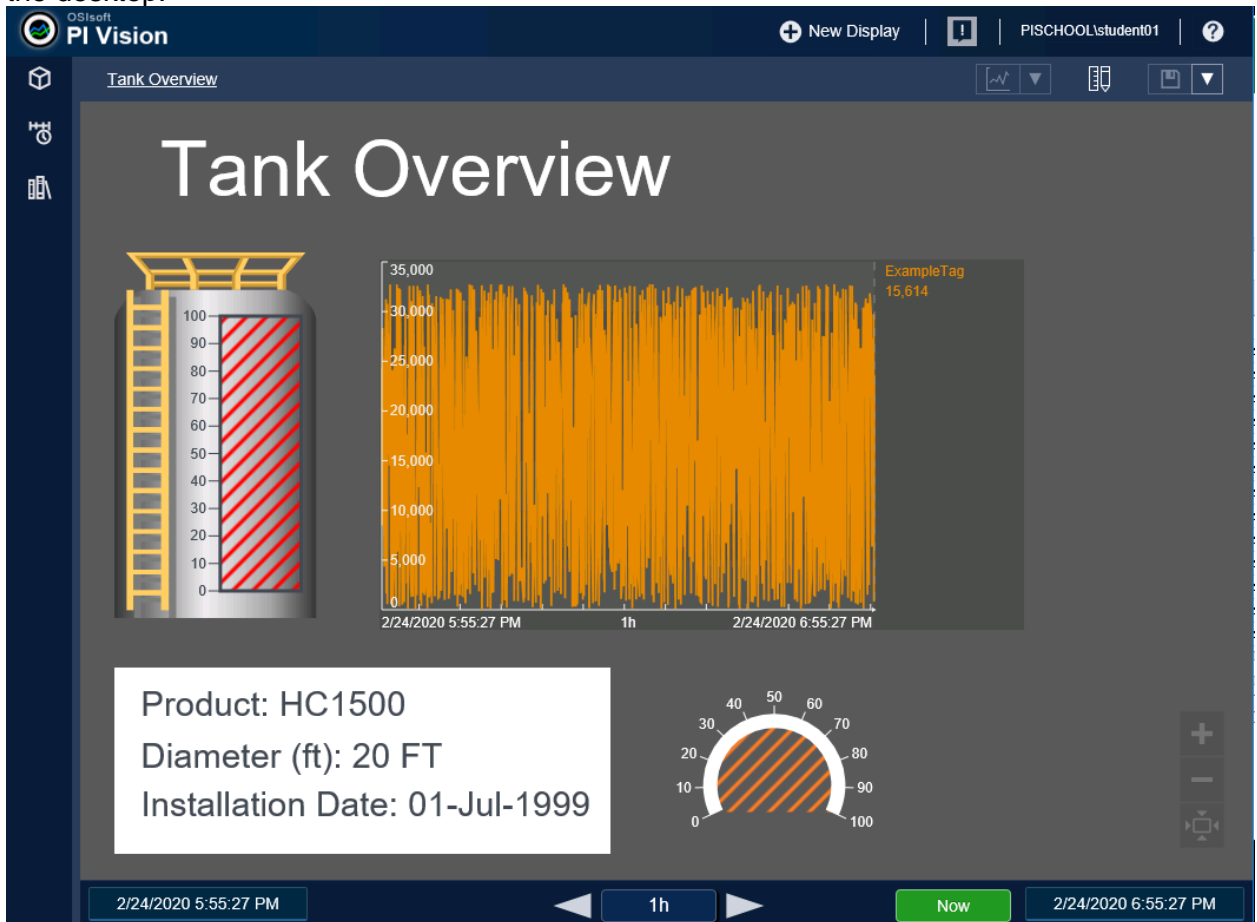 the desktop.
OSIsoft
PI Vision
New Display
PISCHOOL\student01
?
Tank Overview
Tank Overview
100
90
80
70
60
50
40
30
20
10
0
35,000
30,000
25,000
20,000
15,000
10,000
5,000
0
ExampleTag
15,614
2/24/2020 5:55:27 PM 1h 2/24/2020 6:55:27 PM
Product: HC1500
Diameter (ft): 20 FT
Installation Date: 01-Jul-1999
0
10
20
30
40
50
60
70
80
90
100
2/24/2020 5:55:27 PM 1h Now 2/24/2020 6:55:27 PM